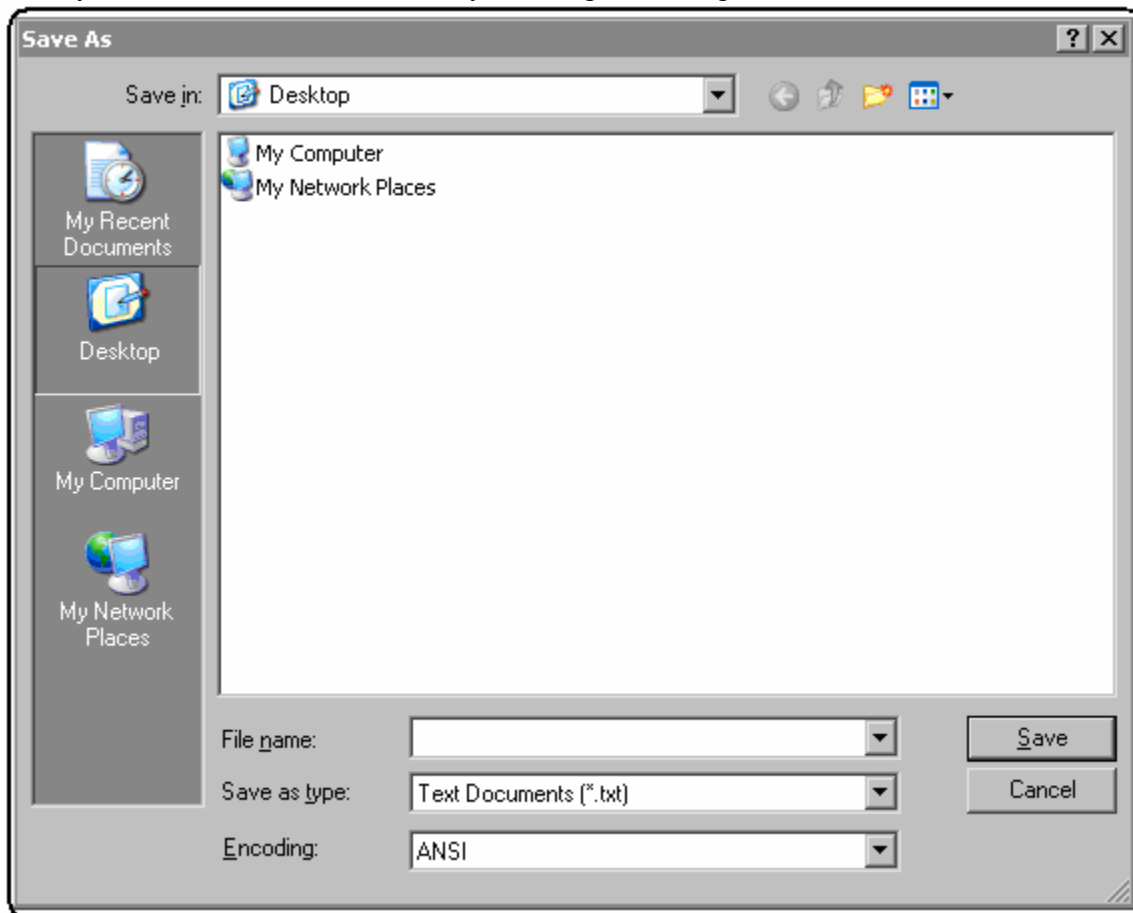 Save As
Save in:
Desktop
My Recent
Documents
Desktop
My Computer
My Network
Places
My Computer
My Network Places
File name:
Save
Save as type:
Text Documents (*.txt)
Cancel
Encoding:
ANSI